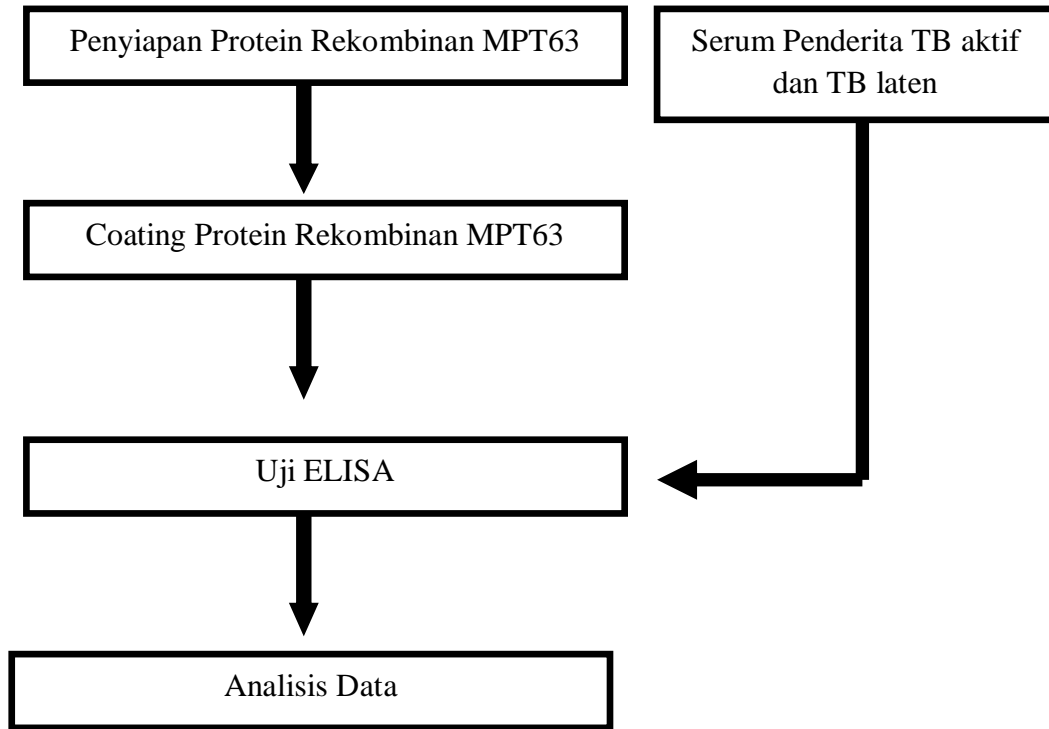 Penyiapan Protein Rekombinan MPT63
Serum Penderita TB aktif
dan TB laten
Coating Protein Rekombinan MPT63
Uji ELISA
Analisis Data